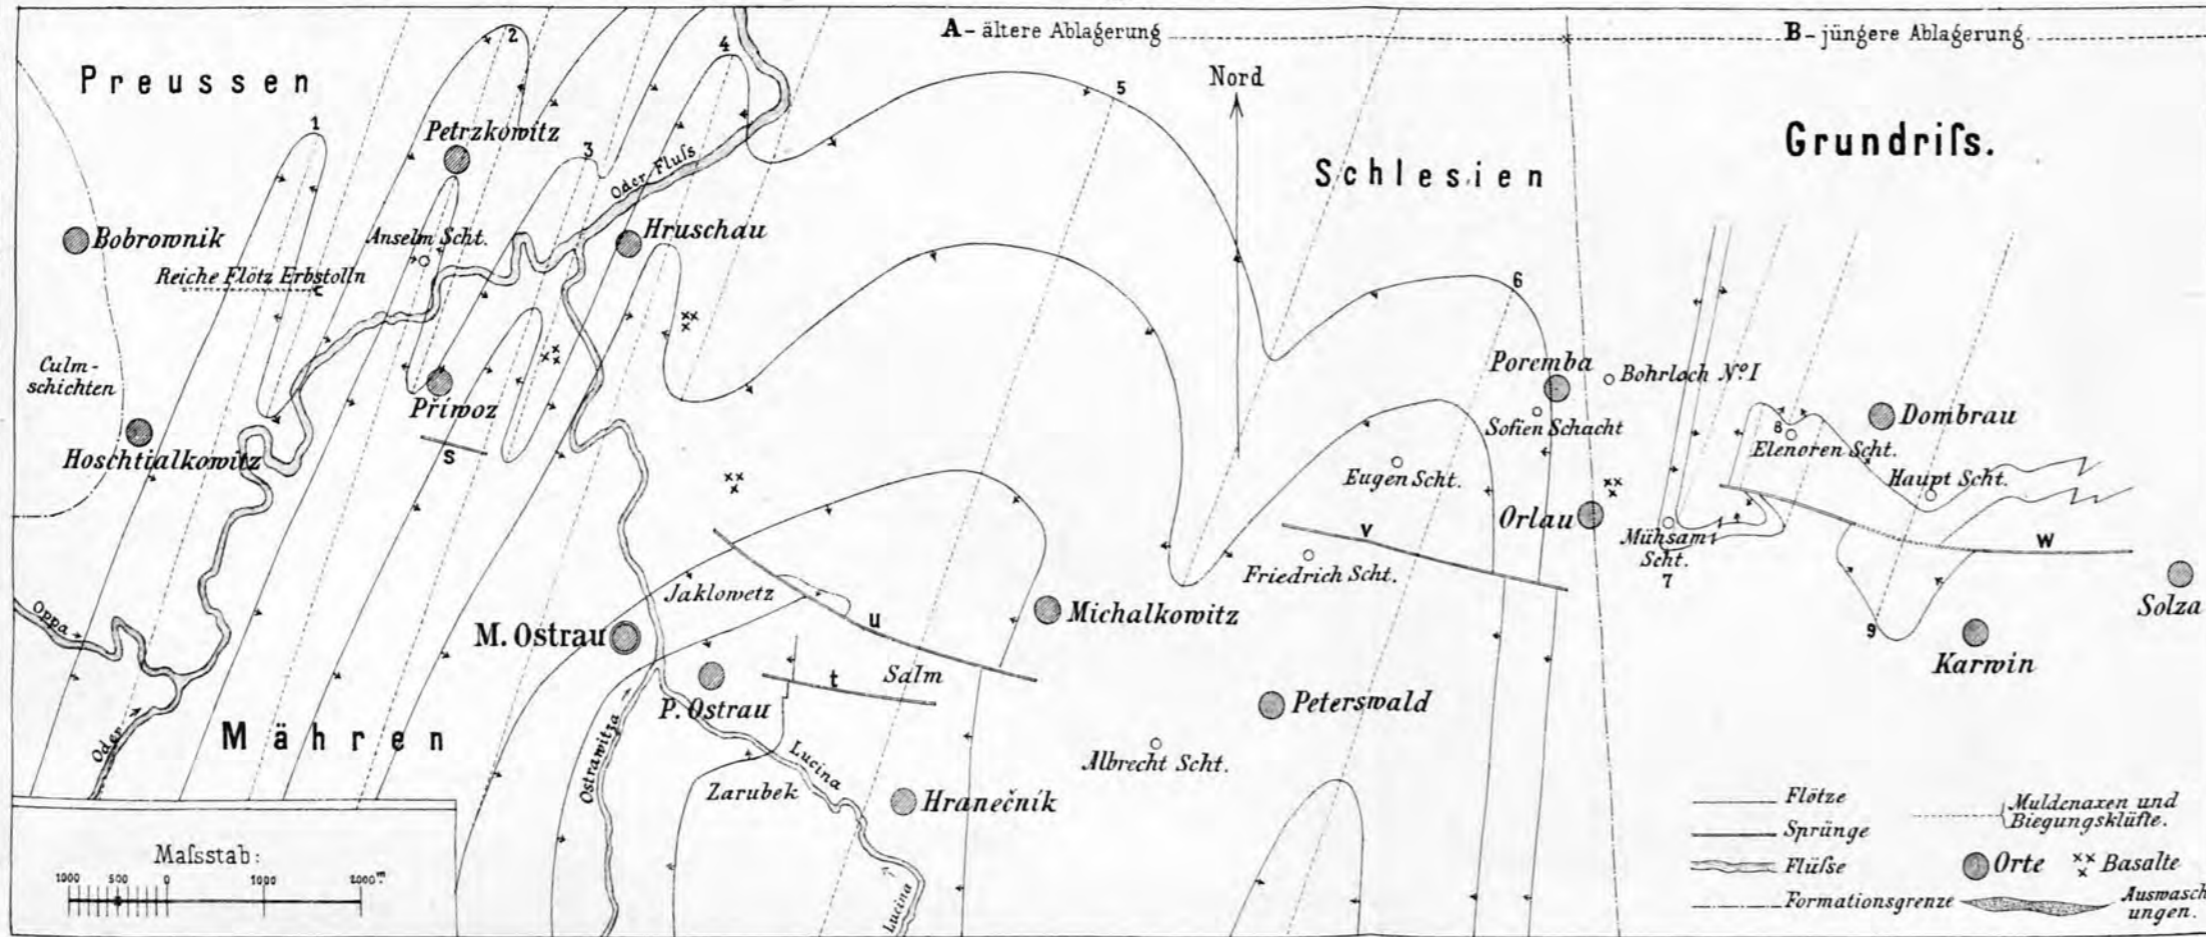 A - ältere Ablagerung
B - jüngere Ablagerung
Preussen
Nord
Schlesien
Grundriſs.
1
2
3
4
5
6
Petrzkowitz
Oder Fluſs
Bobrownik
Anselm Scht.
Hruschau
Reiche Flötz Erbstolln
Culm-
schichten
Přiwoz
Hoschtialkowitz
s
Poremba
Bohrloch No. I
Sofien Schacht
Dombrau
8
Elenoren Scht.
Eugen Scht.
Haupt Scht.
Orlau
v
Mühsam
Scht.
7
w
Friedrich Scht.
Solza
Jaklowetz
Michalkowitz
Oppa
M. Ostrau
u
9
Karwin
Salm
t
P. Ostrau
Peterswald
Mähren
Oder
Ostrawitza
Lucina
Albrecht Scht.
Zarubek
Hranečnik
Lucina
Maſsstab:
1000 500 0 1000 2000 m
Flötze
Sprünge
Flüſse
Formationsgrenze
Muldenaxen und
Biegungsklüfte.
Orte
Basalte
Auswasch
ungen.